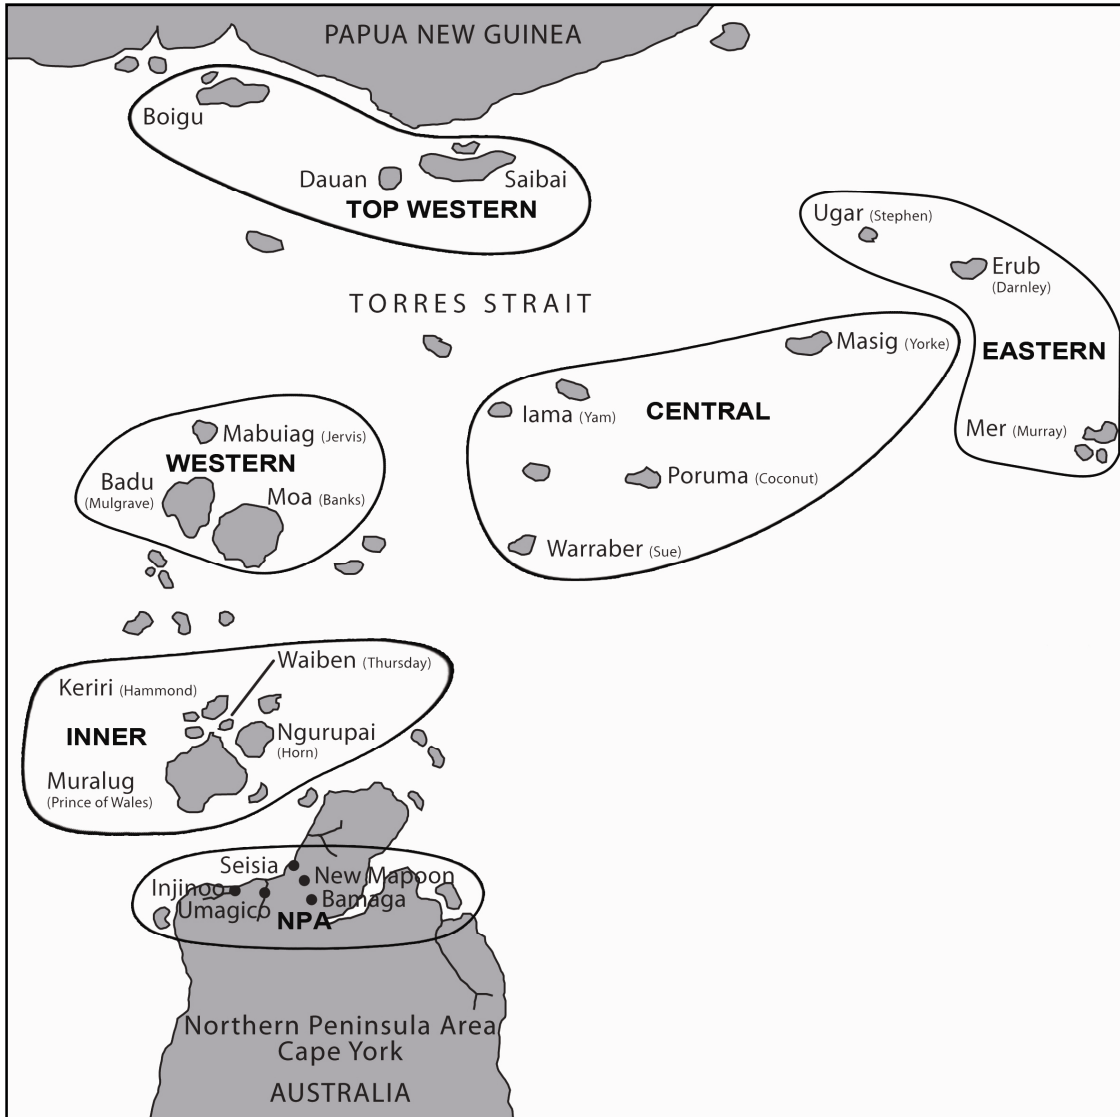 PAPUA NEW GUINEA
Boigu
Dauan
Saibai
TOP WESTERN
Ugar (Stephen)
Erub
(Darnley)
TORRES STRAIT
Masig (Yorke)
EASTERN
Iama (Yam)
CENTRAL
Mer (Murray)
Mabuiag (Jervis)
WESTERN
Badu
(Mulgrave)
Moa (Banks)
Poruma (Coconut)
Warraber (Sue)
Waiben (Thursday)
Keriri (Hammond)
INNER
Ngurupai
(Horn)
Muralug
(Prince of Wales)
Seisia
New Mapoon
Injinoo
Bamaga
Umagico
NPA
Northern Peninsula Area
Cape York
AUSTRALIA